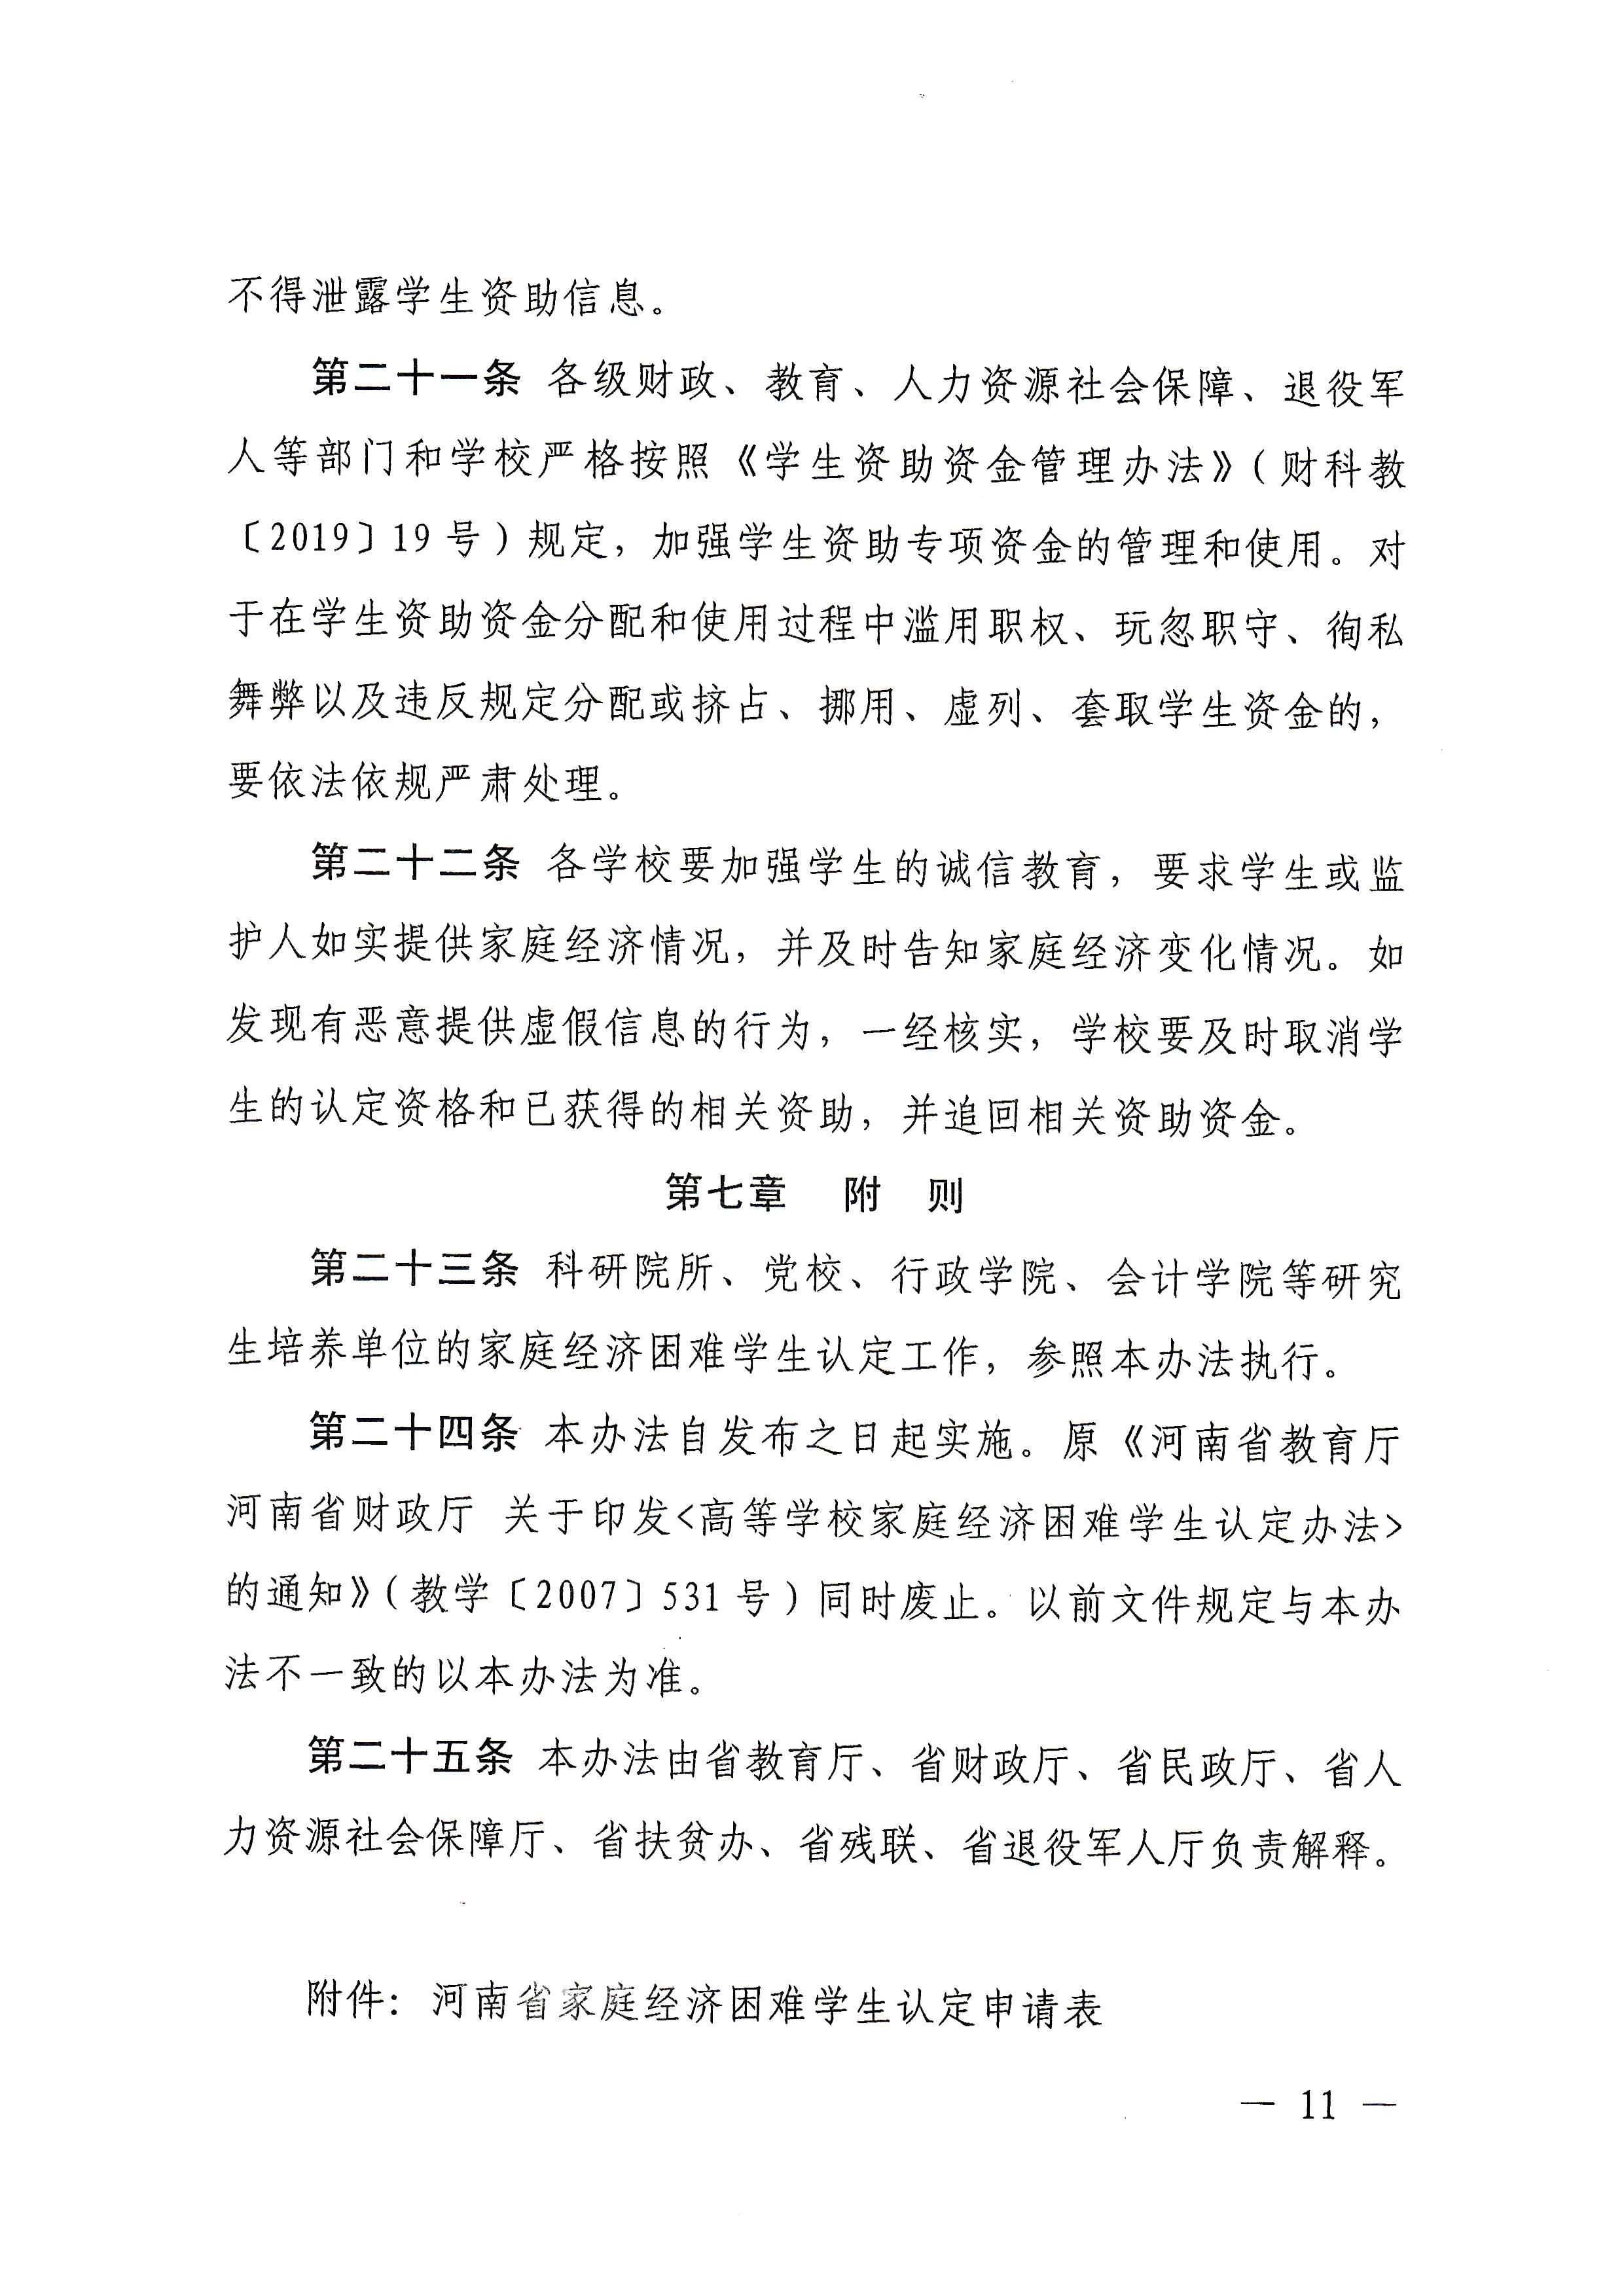 不得泄露学生资助信息。
第二十一条 各级财政、教育、人力资源社会保障、退役军
人等部门和学校严格按照《学生资助资金管理办法》（财科教
〔2019〕19号）规定，加强学生资助专项资金的管理和使用。对
于在学生资助资金分配和使用过程中滥用职权、玩忽职守、徇私
舞弊以及违反规定分配或挤占、挪用、虚列、套取学生资金的，
要依法依规严肃处理。
第二十二条 各学校要加强学生的诚信教育，要求学生或监
护人如实提供家庭经济情况，并及时告知家庭经济变化情况。如
发现有恶意提供虚假信息的行为，一经核实，学校要及时取消学
生的认定资格和已获得的相关资助，并追回相关资助资金。
第七章 附 则
第二十三条 科研院所、党校、行政学院、会计学院等研究
生培养单位的家庭经济困难学生认定工作，参照本办法执行。
第二十四条 本办法自发布之日起实施。原《河南省教育厅
河南省财政厅 关于印发<高等学校家庭经济困难学生认定办法>
的通知》（教学〔2007〕531号）同时废止。以前文件规定与本办
法不一致的以本办法为准。
第二十五条 本办法由省教育厅、省财政厅、省民政厅、省人
力资源社会保障厅、省扶贫办、省残联、省退役军人厅负责解释。
附件：河南省家庭经济困难学生认定申请表
— 11 —